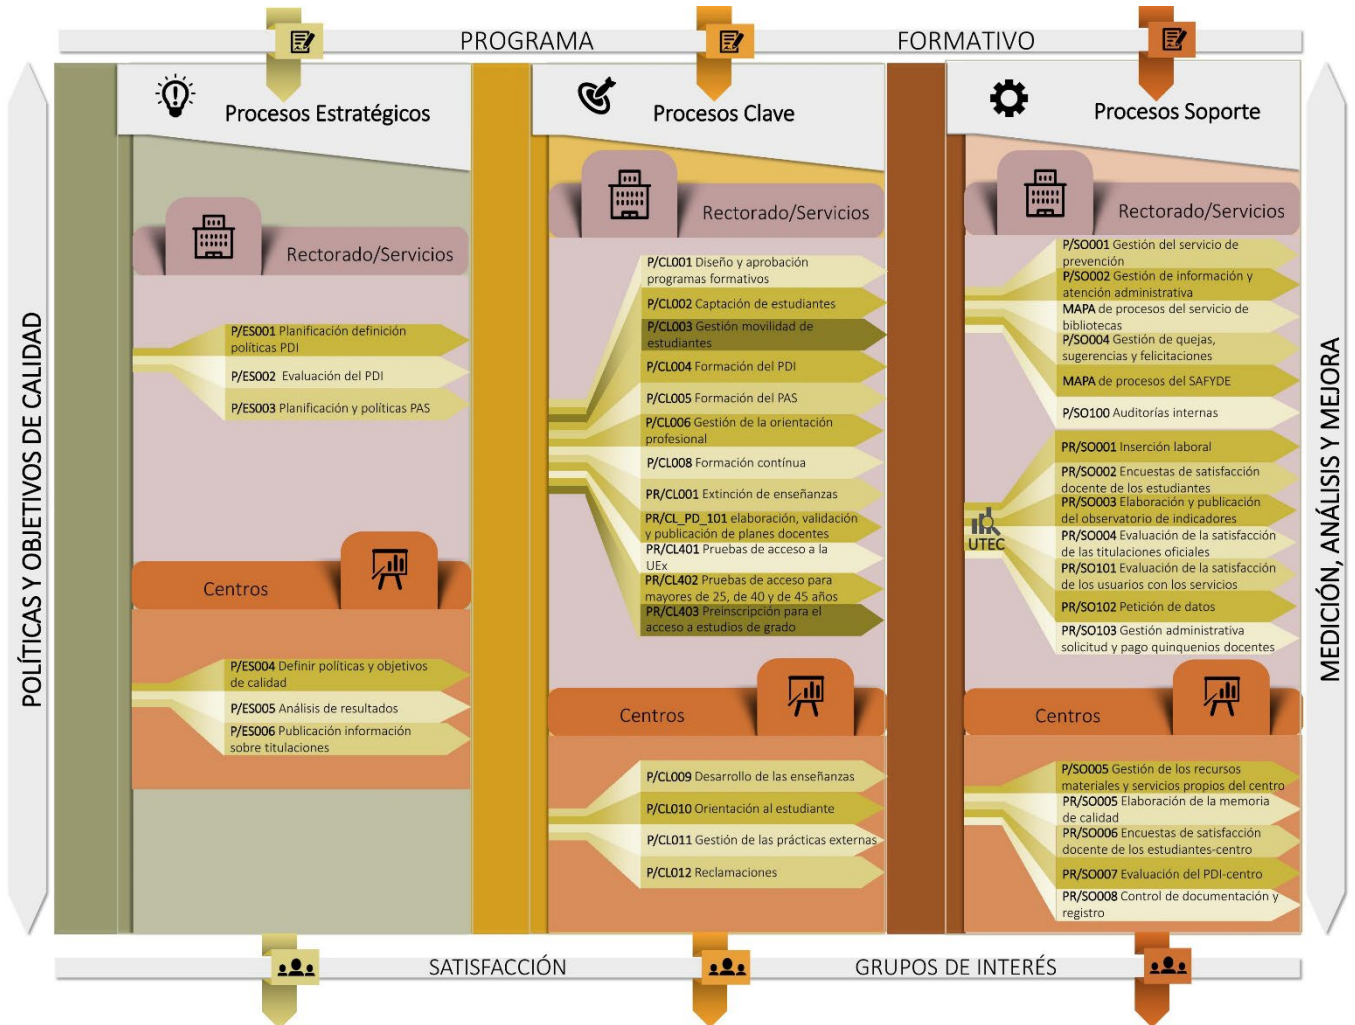 PROGRAMA FORMATIVO
POLÍTICAS Y OBJETIVOS DE CALIDAD
Procesos Estratégicos
Rectorado/Servicios
P/ES001 Planificación definición
políticas PDI
P/ES002 Evaluación del PDI
P/ES003 Planificación y políticas PAS
Centros
P/ES004 Definir políticas y objetivos
de calidad
P/ES005 Análisis de resultados
P/ES006 Publicación información
sobre titulaciones
Procesos Clave
Rectorado/Servicios
P/CL001 Diseño y aprobación
programas formativos
P/CL002 Captación de estudiantes
P/CL003 Gestión movilidad de
estudiantes
P/CL004 Formación del PDI
P/CL005 Formación del PAS
P/CL006 Gestión de la orientación
profesional
P/CL008 Formación contínua
PR/CL001 Extinción de enseñanzas
PR/CL_PD_101 elaboración, validación
y publicación de planes docentes
PR/CL401 Pruebas de acceso a la
UEx
PR/CL402 Pruebas de acceso para
mayores de 25, de 40 y de 45 años
PR/CL403 Preinscripción para el
acceso a estudios de grado
Centros
P/CL009 Desarrollo de las enseñanzas
P/CL010 Orientación al estudiante
P/CL011 Gestión de las prácticas externas
P/CL012 Reclamaciones
Procesos Soporte
Rectorado/Servicios
P/SO001 Gestión del servicio de
prevención
P/SO002 Gestión de información y
atención administrativa
MAPA de procesos del servicio de
bibliotecas
P/SO004 Gestión de quejas,
sugerencias y felicitaciones
MAPA de procesos del SAFYDE
P/SO100 Auditorías internas
UTEC
PR/SO001 Inserción laboral
PR/SO002 Encuestas de satisfacción
docente de los estudiantes
PR/SO003 Elaboración y publicación
del observatorio de indicadores
PR/SO004 Evaluación de la satisfacción
de las titulaciones oficiales
PR/SO101 Evaluación de la satisfacción
de los usuarios con los servicios
PR/SO102 Petición de datos
PR/SO103 Gestión administrativa
solicitud y pago quinquenios docentes
Centros
P/SO005 Gestión de los recursos
materiales y servicios propios del centro
PR/SO005 Elaboración de la memoria
de calidad
PR/SO006 Encuestas de satisfacción
docente de los estudiantes-centro
PR/SO007 Evaluación del PDI-centro
PR/SO008 Control de documentación y
registro
MEDICIÓN, ANÁLISIS Y MEJORA
SATISFACCIÓN GRUPOS DE INTERÉS